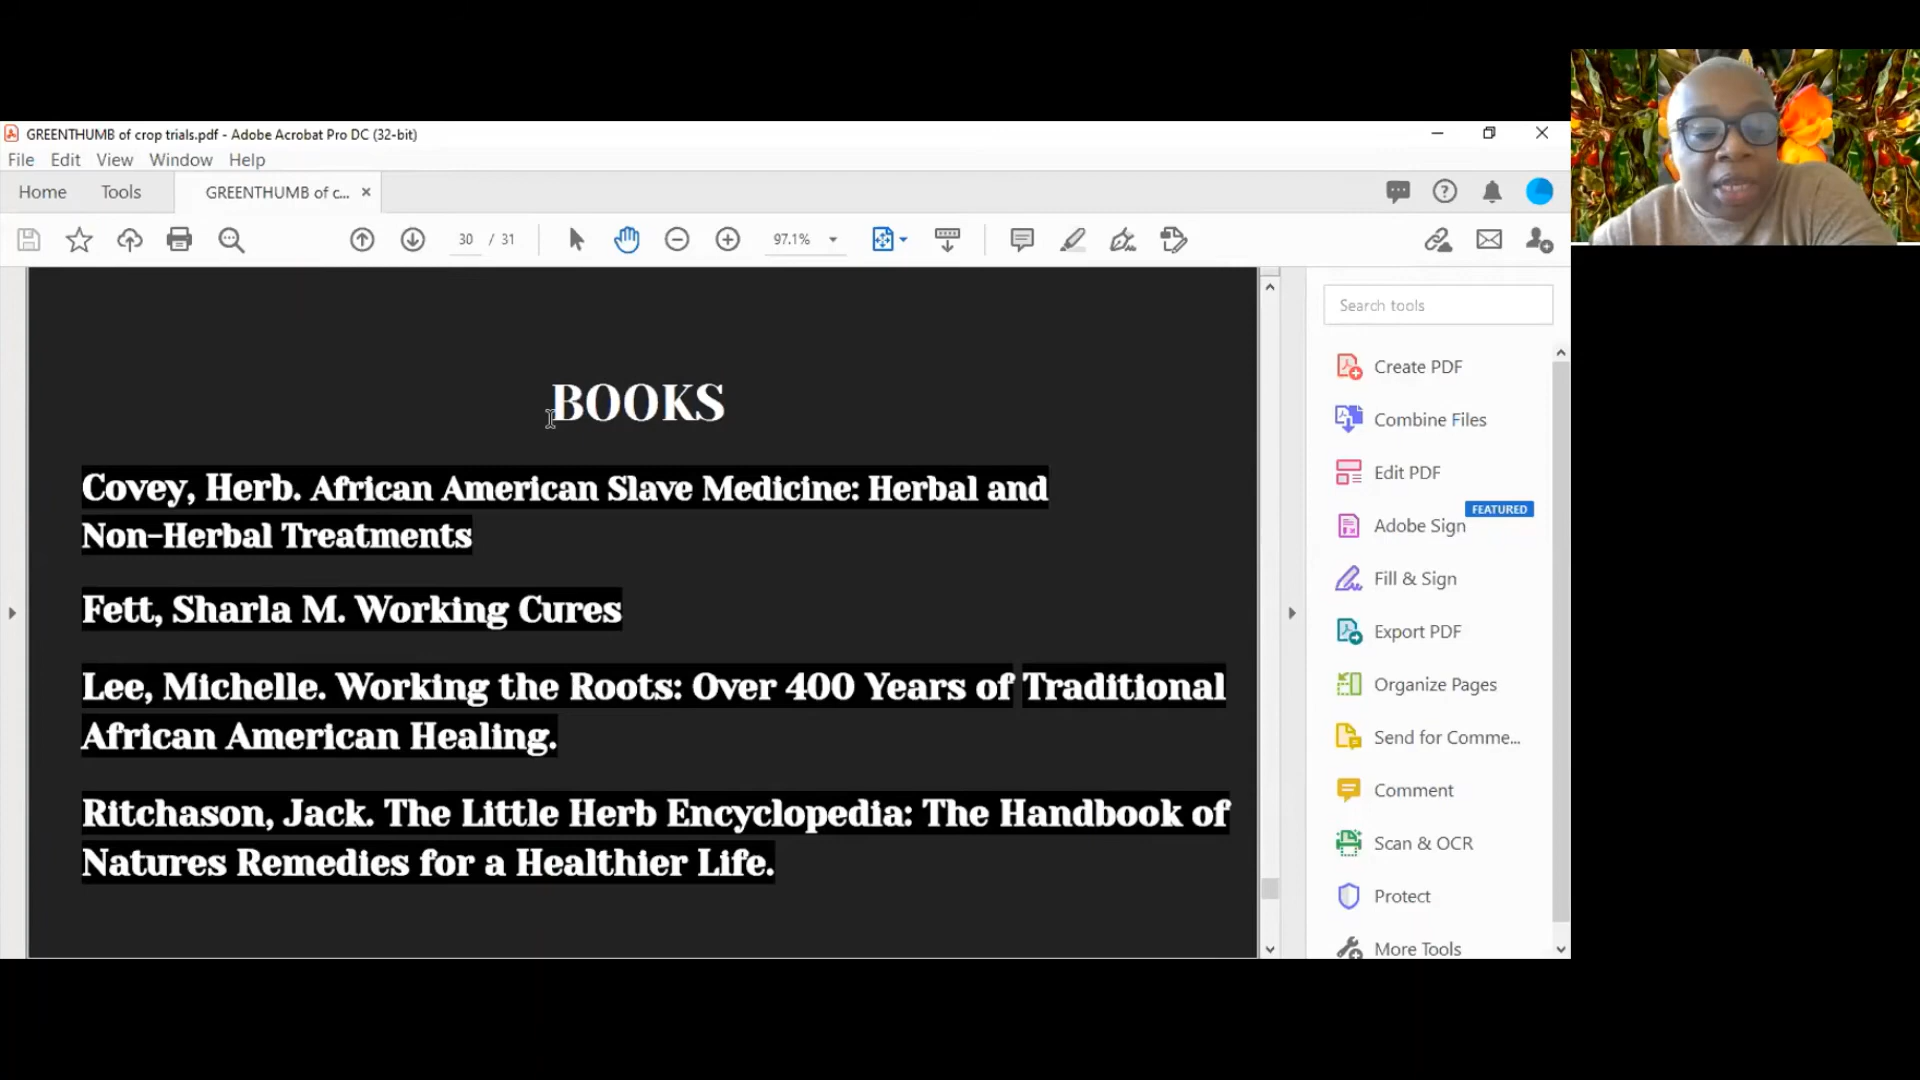 GREENTHUMB of crop trials.pdf - Adobe Acrobat Pro DC (32-bit)
File Edit View Window Help
Home Tools GREENTHUMB of c... ×
30 / 31 97.1%
Search tools
BOOKS
Covey, Herb. African American Slave Medicine: Herbal and
Non-Herbal Treatments
Fett, Sharla M. Working Cures
Lee, Michelle. Working the Roots: Over 400 Years of Traditional
African American Healing.
Ritchason, Jack. The Little Herb Encyclopedia: The Handbook of
Natures Remedies for a Healthier Life.
Create PDF
Combine Files
Edit PDF
FEATURED
Adobe Sign
Fill & Sign
Export PDF
Organize Pages
Send for Comme...
Comment
Scan & OCR
Protect
More Tools